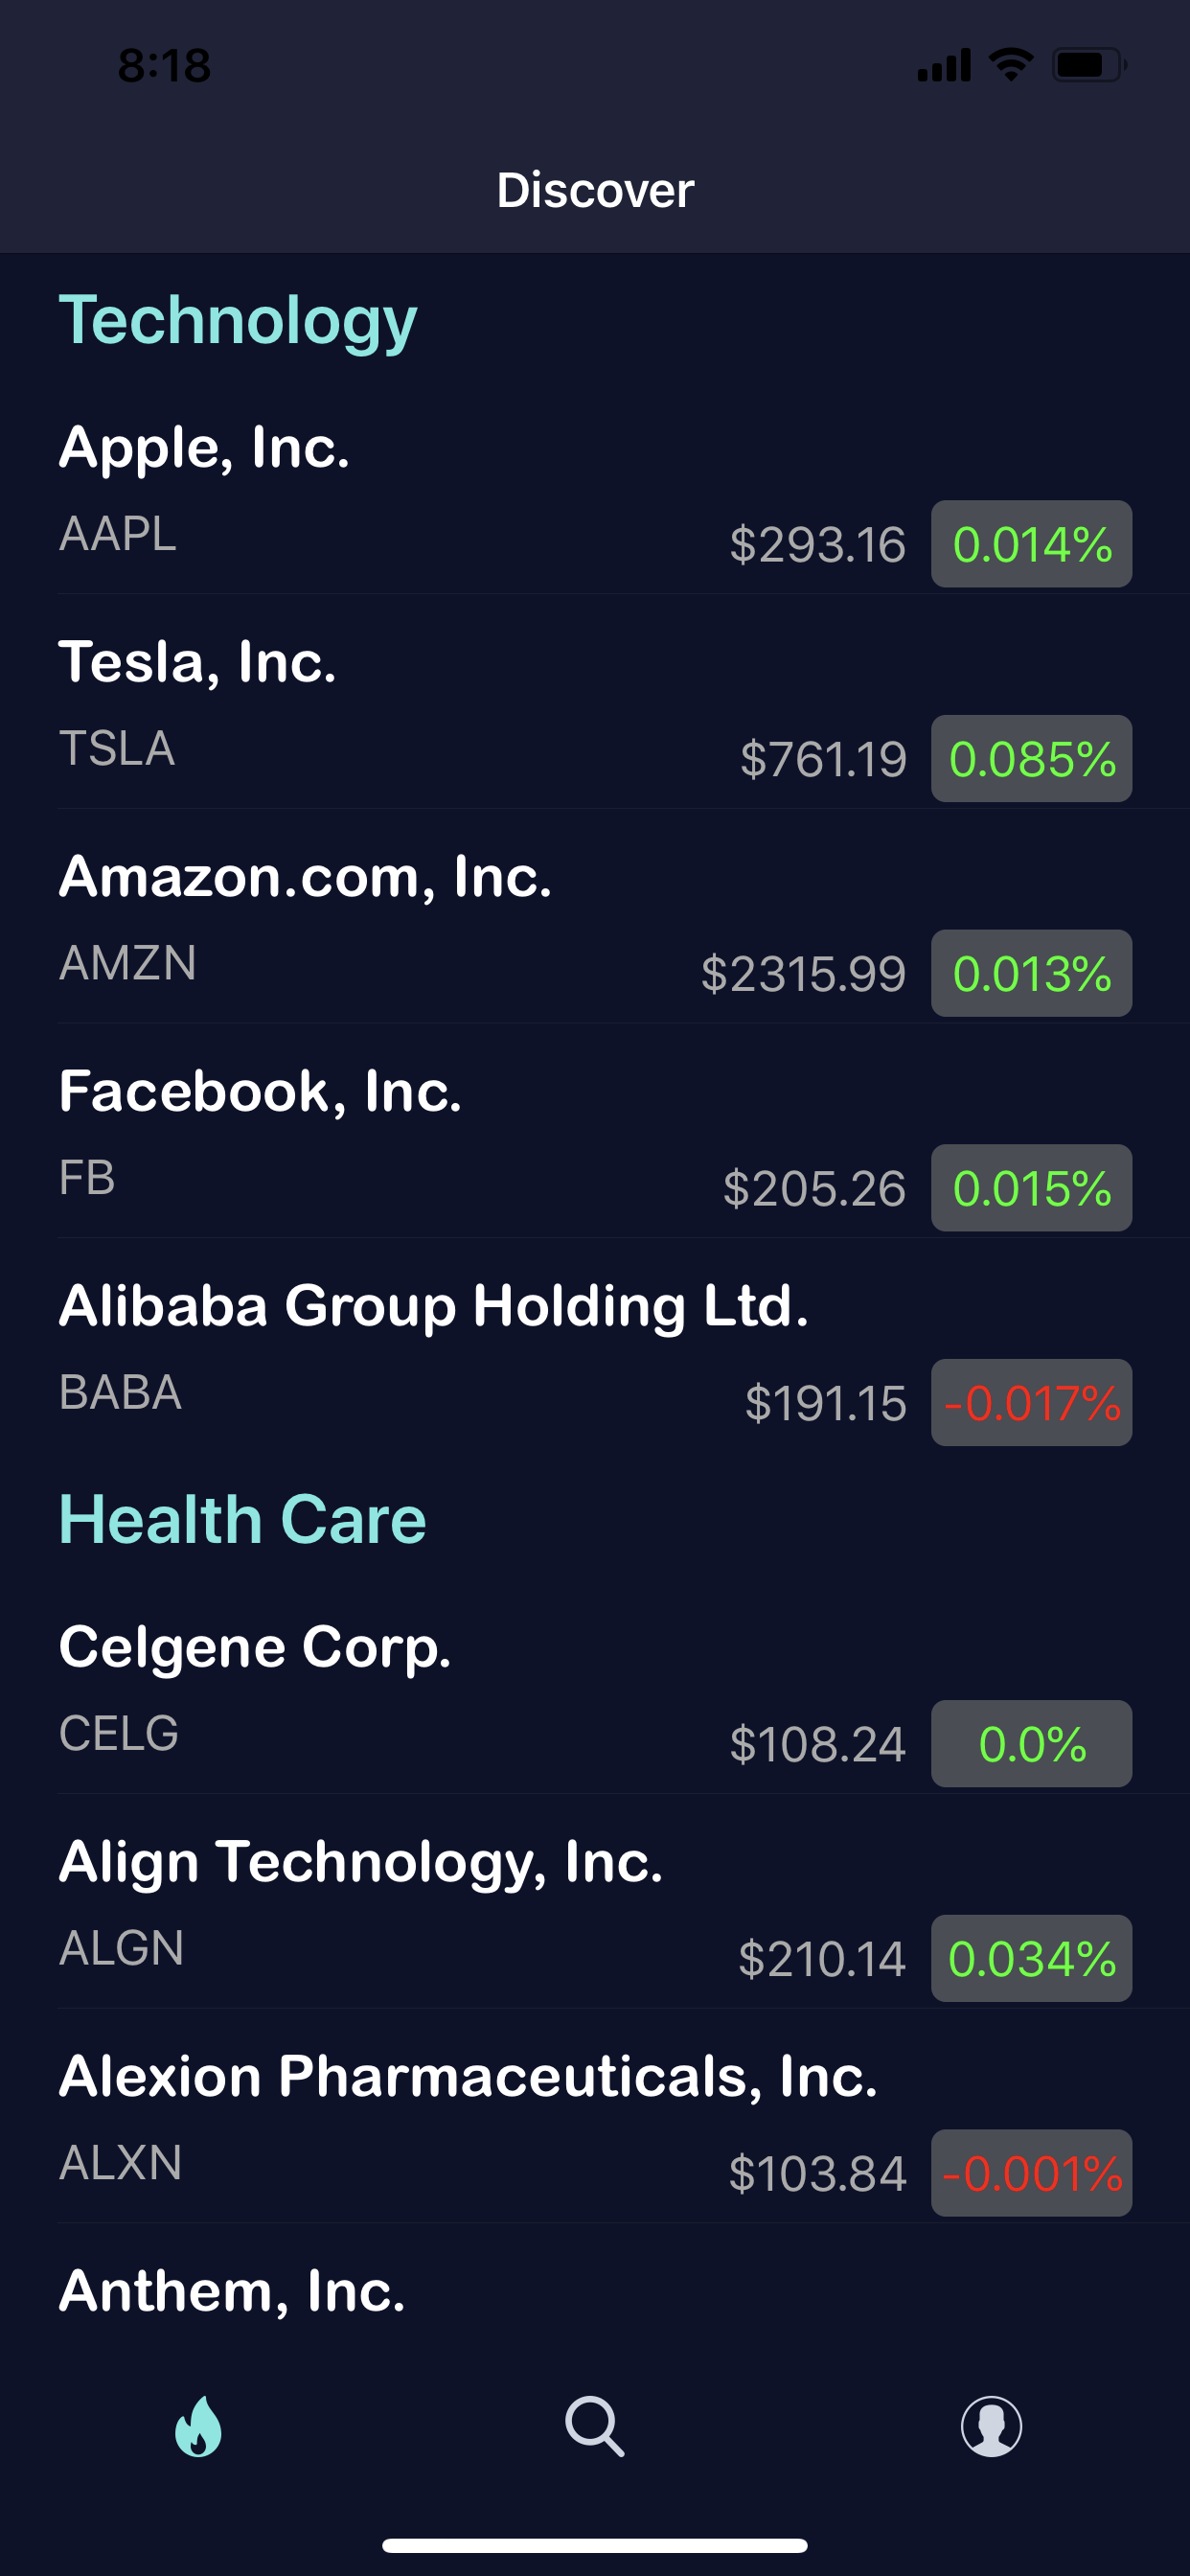 8:18
Discover
Technology
Apple, Inc.
AAPL $293.16 0.014%
Tesla, Inc.
TSLA $761.19 0.085%
Amazon.com, Inc.
AMZN $2315.99 0.013%
Facebook, Inc.
FB $205.26 0.015%
Alibaba Group Holding Ltd.
BABA $191.15 -0.017%
Health Care
Celgene Corp.
CELG $108.24 0.0%
Align Technology, Inc.
ALGN $210.14 0.034%
Alexion Pharmaceuticals, Inc.
ALXN $103.84 -0.001%
Anthem, Inc.